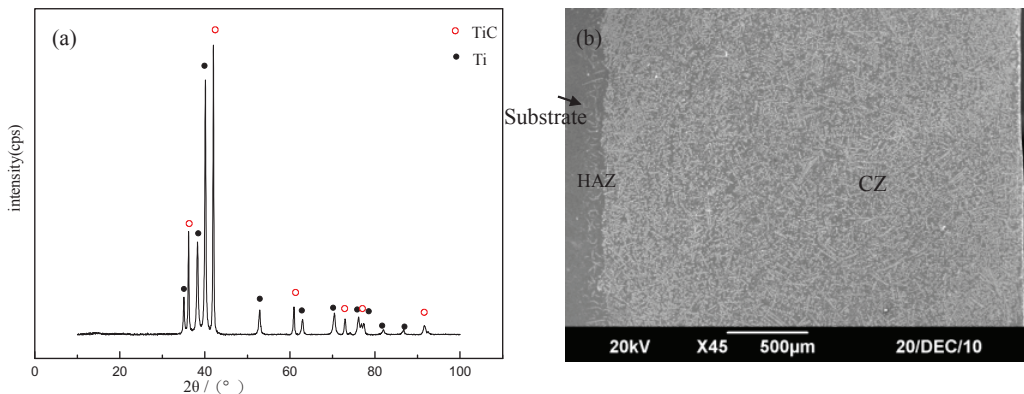 (a)
TiC
Ti
intensity(cps)
0
20
40
60
80
100
2θ / (°)
(b)
Substrate
HAZ
CZ
20kV X45 500μm 20/DEC/10